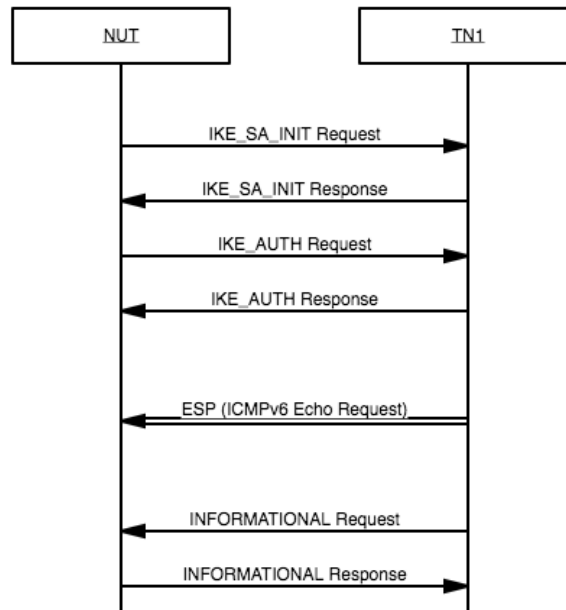 NUT
TN1
IKE_SA_INIT Request
IKE_SA_INIT Response
IKE_AUTH Request
IKE_AUTH Response
ESP (ICMPv6 Echo Request)
INFORMATIONAL Request
INFORMATIONAL Response